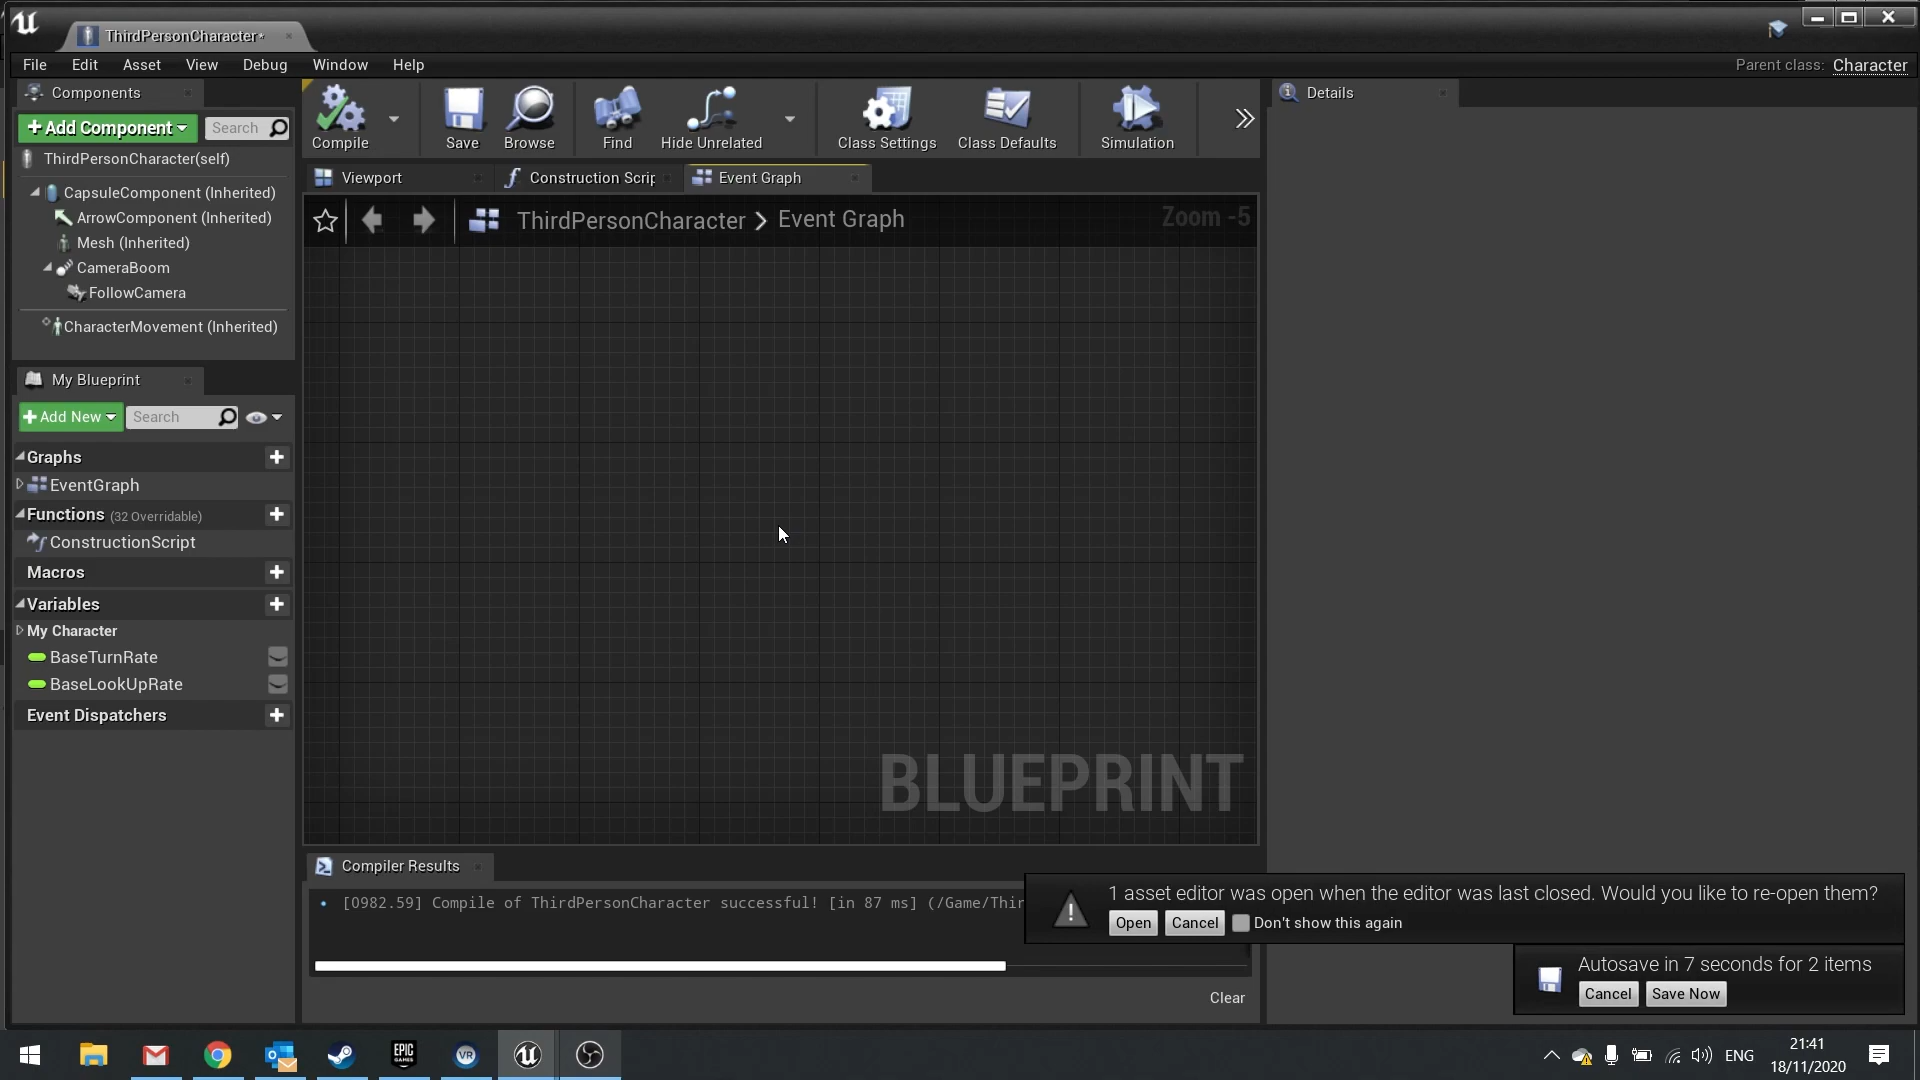 ThirdPersonCharacter*
File Edit Asset View Debug Window Help
Parent class: Character
Components
Add Component
Search
ThirdPersonCharacter(self)
CapsuleComponent (Inherited)
ArrowComponent (Inherited)
Mesh (Inherited)
CameraBoom
FollowCamera
CharacterMovement (Inherited)
My Blueprint
Add New
Search
Graphs
EventGraph
Functions (32 Overridable)
ConstructionScript
Macros
Variables
My Character
BaseTurnRate
BaseLookUpRate
Event Dispatchers
Compile Save Browse Find Hide Unrelated Class Settings Class Defaults Simulation
Viewport Construction Scrip Event Graph
ThirdPersonCharacter > Event Graph
Zoom -5
BLUEPRINT
Compiler Results
[0982.59] Compile of ThirdPersonCharacter successful! [in 87 ms] (/Game/Thir
Clear
Details
1 asset editor was open when the editor was last closed. Would you like to re-open them?
Open Cancel Don't show this again
Autosave in 7 seconds for 2 items
Cancel Save Now
EPIC
GAMES
VR
ENG
21:41
18/11/2020